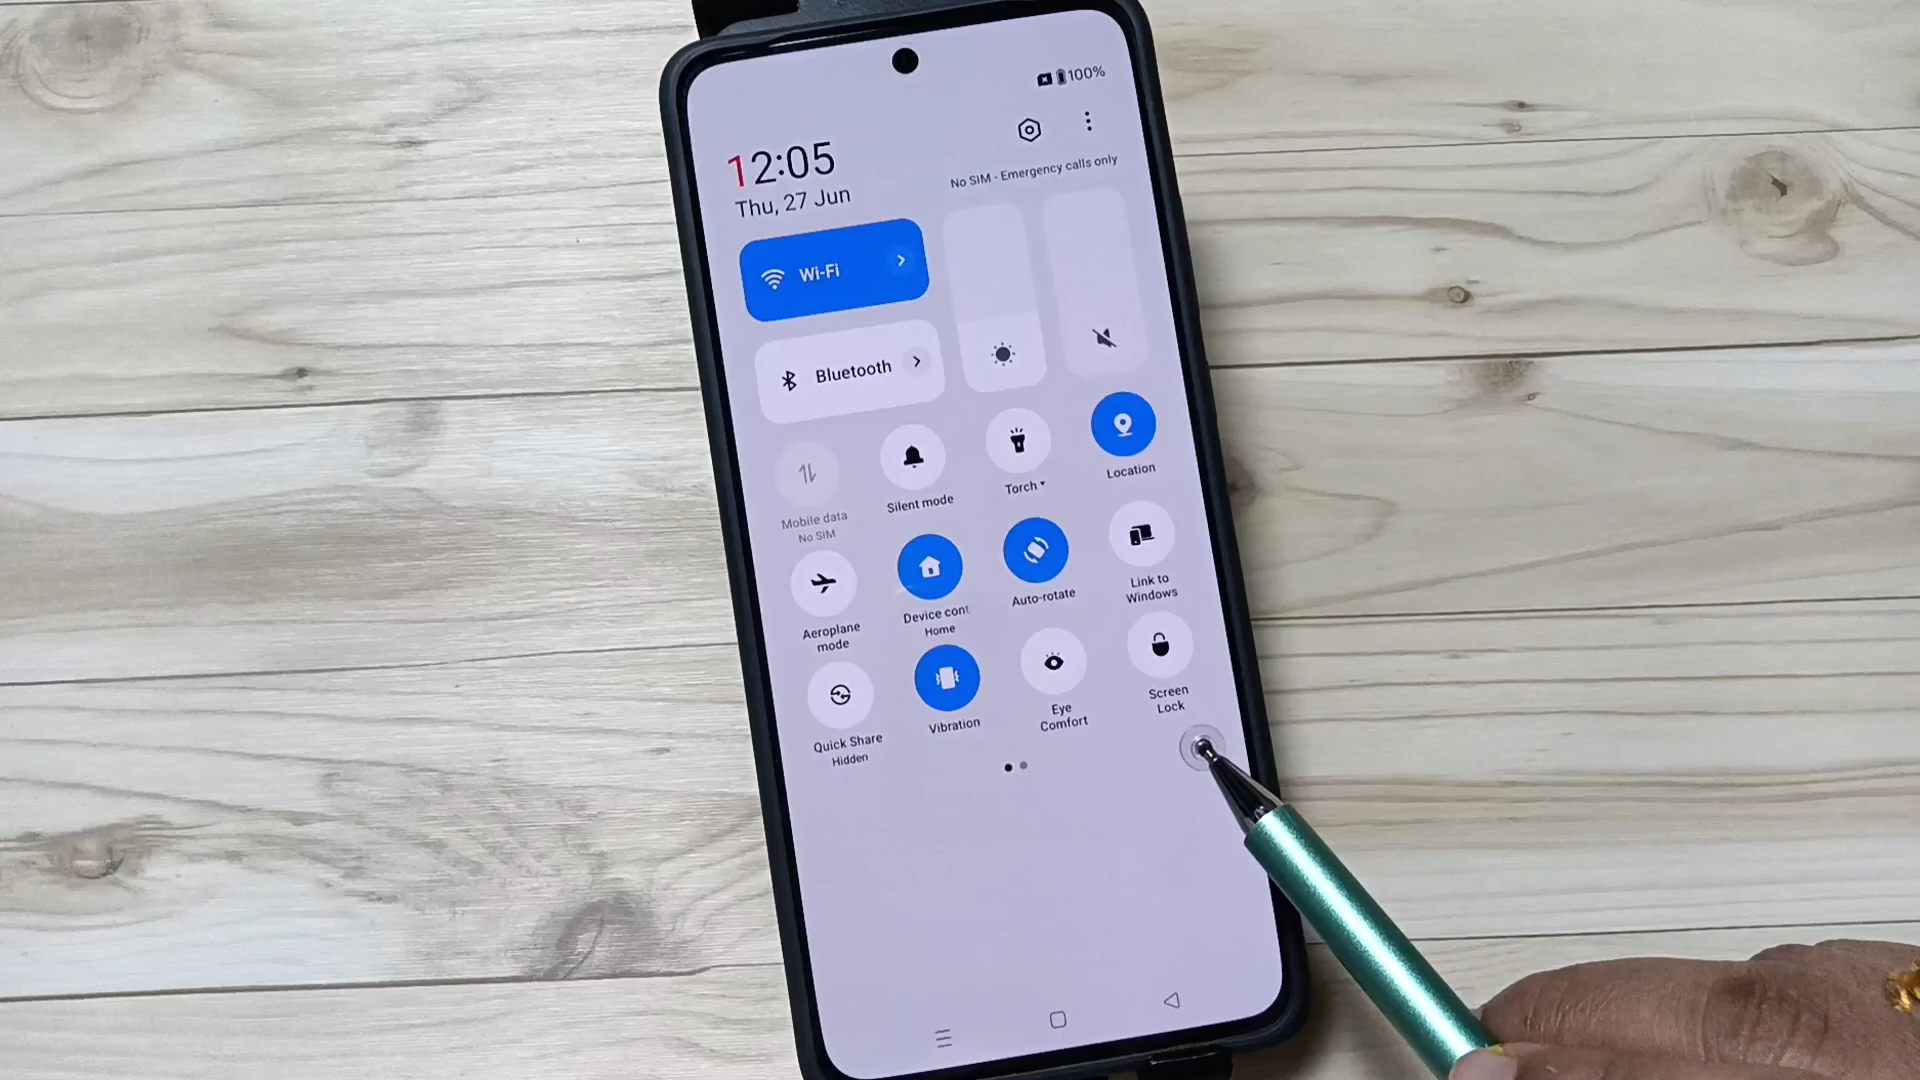 100%
12:05
Thu, 27 Jun
No SIM - Emergency calls only
Wi-Fi
Bluetooth
Mobile data
No SIM
Silent mode
Torch
Location
Aeroplane
mode
Device cont
Home
Auto-rotate
Link to
Windows
Quick Share
Hidden
Vibration
Eye
Comfort
Screen
Lock